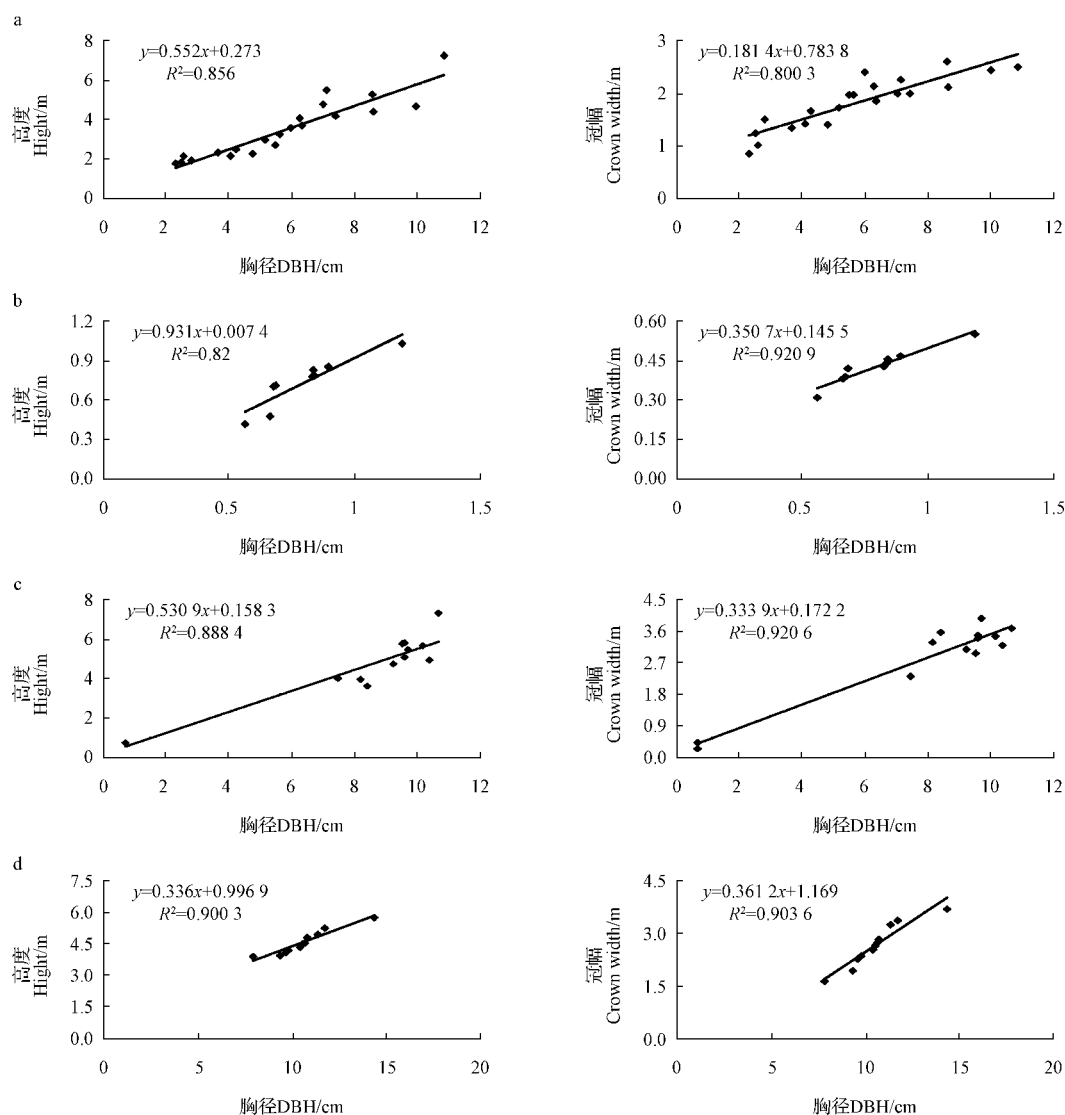 a
y=0.552x+0.273
R²=0.856
8
6
4
2
0
高度
Hight/m
0 2 4 6 8 10 12
胸径DBH/cm
y=0.181 4x+0.783 8
R²=0.800 3
3
2
1
0
冠幅
Crown width/m
0 2 4 6 8 10 12
胸径DBH/cm
b
y=0.931x+0.007 4
R²=0.82
1.2
0.9
0.6
0.3
0.0
高度
Hight/m
0 0.5 1 1.5
胸径DBH/cm
y=0.350 7x+0.145 5
R²=0.920 9
0.60
0.45
0.30
0.15
0.00
冠幅
Crown width/m
0 0.5 1 1.5
胸径DBH/cm
c
y=0.530 9x+0.158 3
R²=0.888 4
8
6
4
2
0
高度
Hight/m
0 2 4 6 8 10 12
胸径DBH/cm
y=0.333 9x+0.172 2
R²=0.920 6
4.5
3.6
2.7
1.8
0.9
0.0
冠幅
Crown width/m
0 2 4 6 8 10 12
胸径DBH/cm
d
y=0.336x+0.996 9
R²=0.900 3
7.5
6.0
4.5
3.0
1.5
0.0
高度
Hight/m
0 5 10 15 20
胸径DBH/cm
y=0.361 2x+1.169
R²=0.903 6
4.5
3.0
1.5
0.0
冠幅
Crown width/m
0 5 10 15 20
胸径DBH/cm